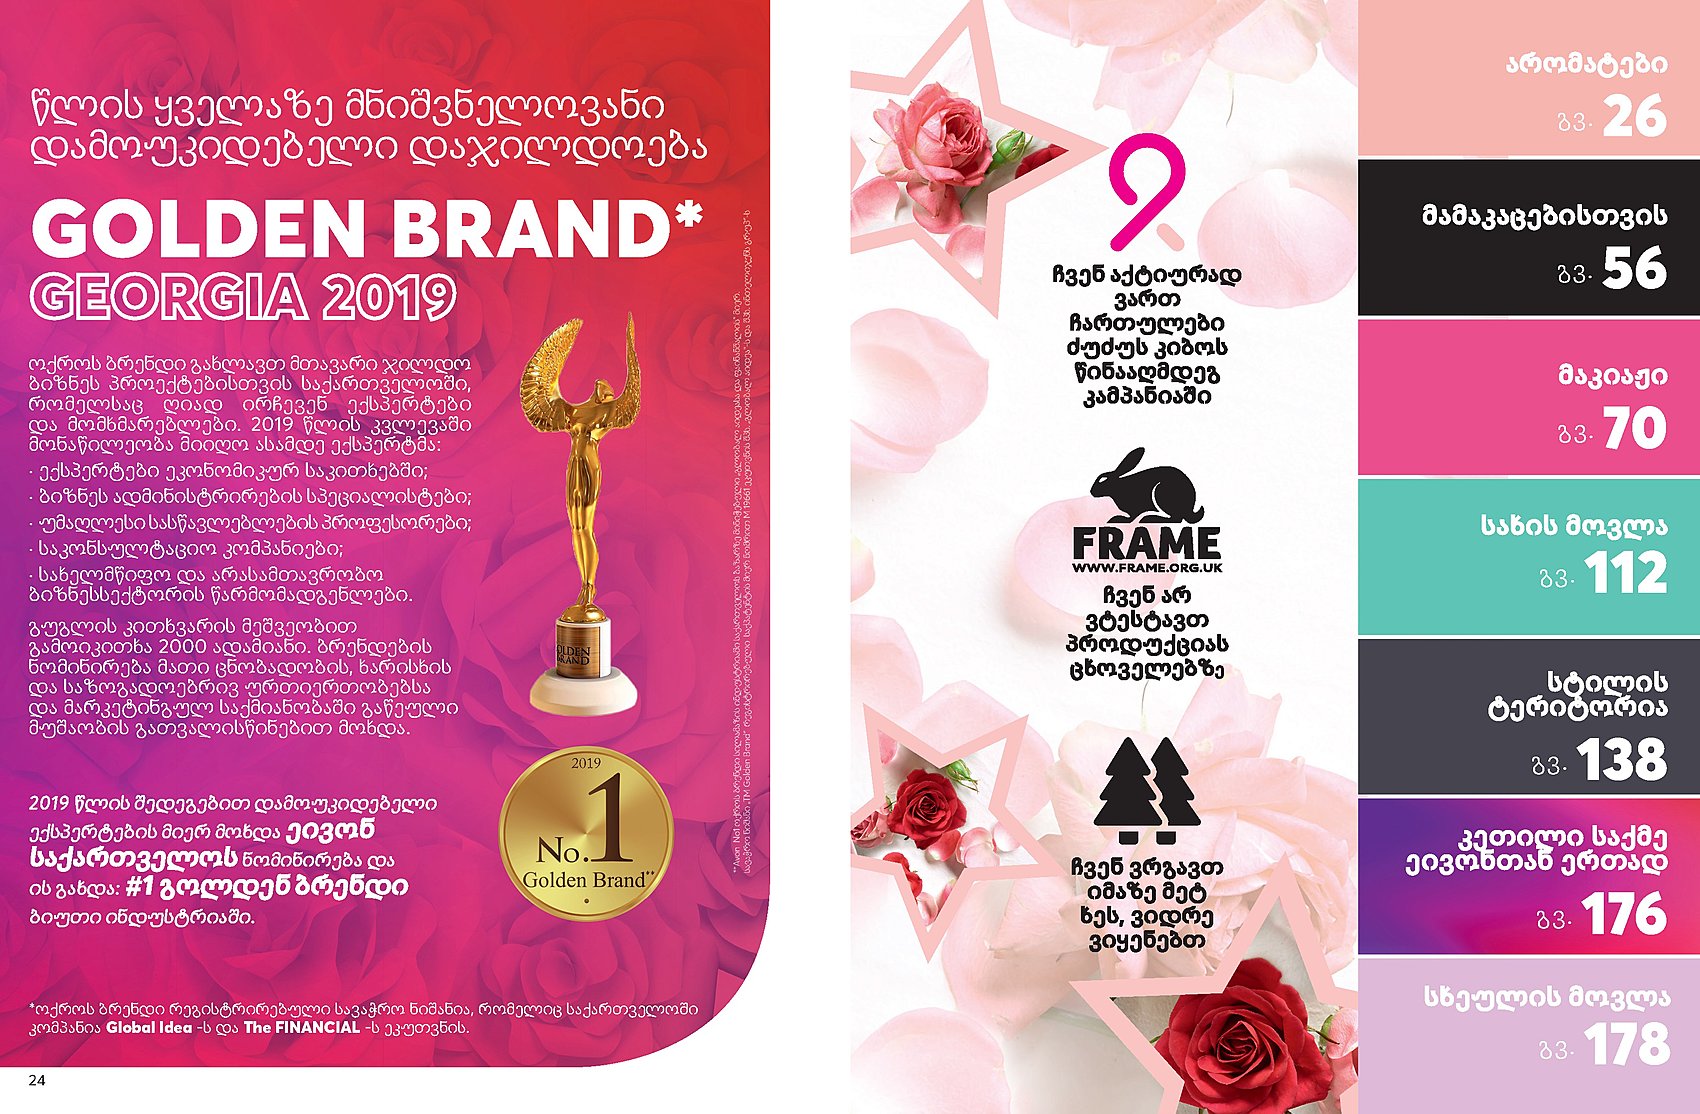 წლის ყველაზე მნიშვნელოვანი
დამოუკიდებელი დაჯილდოება
GOLDEN BRAND*
GEORGIA 2019
ოქროს ბრენდი გახლავთ მთავარი ჯილდო
ბიზნეს პროექტებისთვის საქართველოში,
რომელსაც ღიად ირჩევენ ექსპერტები
და მომხმარებლები. 2019 წლის კვლევაში
მონაწილეობა მიიღო ასამდე ექსპერტმა:
· ექსპერტები ეკონომიკურ საკითხებში;
· ბიზნეს ადმინისტრირების სპეციალისტები;
· უმაღლესი სასწავლებლების პროფესორები;
· საკონსულტაციო კომპანიები;
· სახელმწიფო და არასამთავრობო
ბიზნესსექტორის წარმომადგენლები.
გუგლის კითხვარის მეშვეობით
გამოიკითხა 2000 ადამიანი. ბრენდების
ნომინირება მათი ცნობადობის, ხარისხის
და საზოგადოებრივ ურთიერთობებსა
და მარკეტინგულ საქმიანობაში გაწეული
მუშაობის გათვალისწინებით მოხდა.
2019 წლის შედეგებით დამოუკიდებელი
ექსპერტების მიერ მოხდა ეივონ
საქართველოს ნომინირება და
ის გახდა: #1 გოლდენ ბრენდი
ბიუთი ინდუსტრიაში.
OLDEN
BRAND
2019
No.1
Golden Brand**
*ოქროს ბრენდი რეგისტრირებული სავაჭრო ნიშანია, რომელიც საქართველოში
კომპანია Global Idea -ს და The FINANCIAL -ს ეკუთვნის.
24
ჩვენ აქტიურად
ვართ
ჩართულები
ძუძუს კიბოს
წინააღმდეგ
კამპანიაში
FRAME
WWW.FRAME.ORG.UK
ჩვენ არ
ვტესტავთ
პროდუქციას
ცხოველებზე
ჩვენ ვრგავთ
იმაზე მეტ
ხეს, ვიდრე
ვიყენებთ
არომატები
გვ. 26
მამაკაცებისთვის
გვ. 56
მაკიაჟი
გვ. 70
სახის მოვლა
გვ. 112
სტილის
ტერიტორია
გვ. 138
კეთილი საქმე
ეივონთან ერთად
გვ. 176
სხეულის მოვლა
გვ. 178